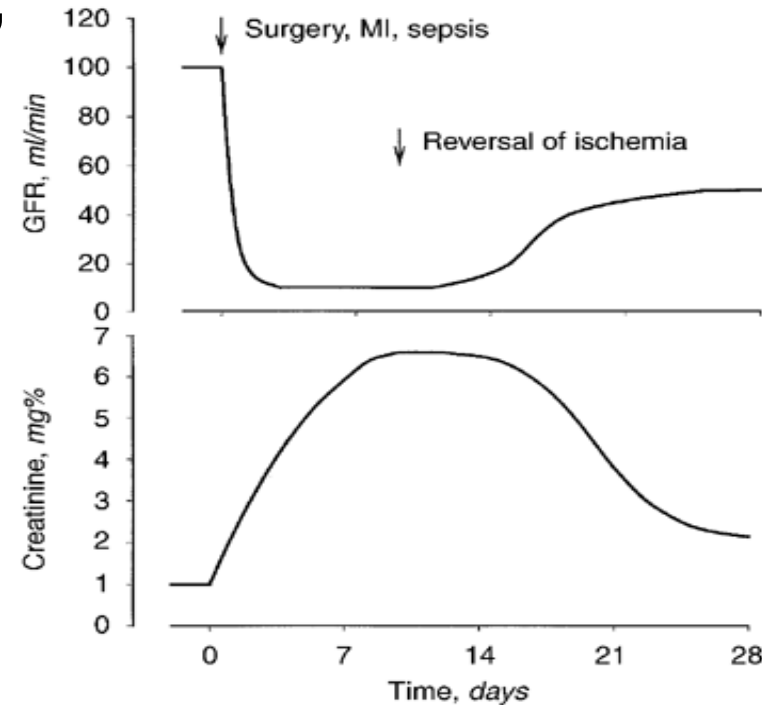 120
Surgery, MI, sepsis
100
80
Reversal of ischemia
60
40
20
0
GFR, ml/min
7
6
5
4
3
2
1
0
Creatinine, mg%
0 7 14 21 28
Time, days